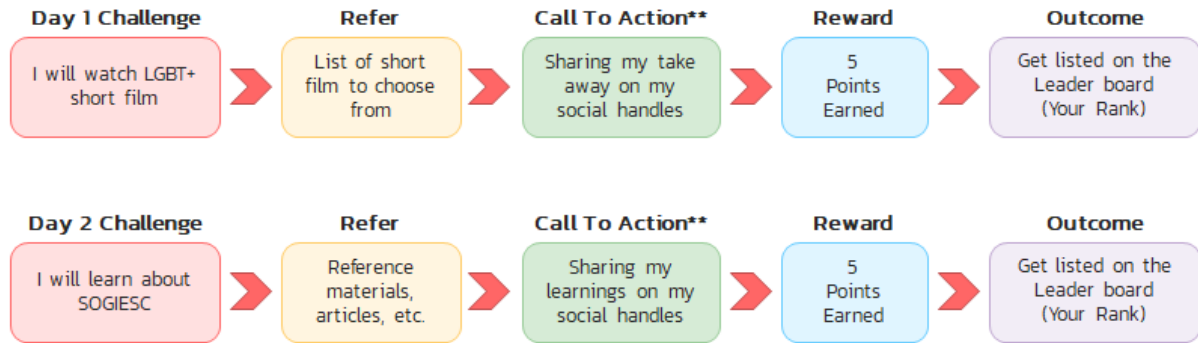 Day 1 Challenge
Refer
Call To Action**
Reward
Outcome
I will watch LGBT+
short film
List of short
film to choose
from
Sharing my take
away on my
social handles
5
Points
Earned
Get listed on the
Leader board
(Your Rank)
Day 2 Challenge
Refer
Call To Action**
Reward
Outcome
I will learn about
SOGIESC
Reference
materials,
articles, etc.
Sharing my
learnings on my
social handles
5
Points
Earned
Get listed on the
Leader board
(Your Rank)